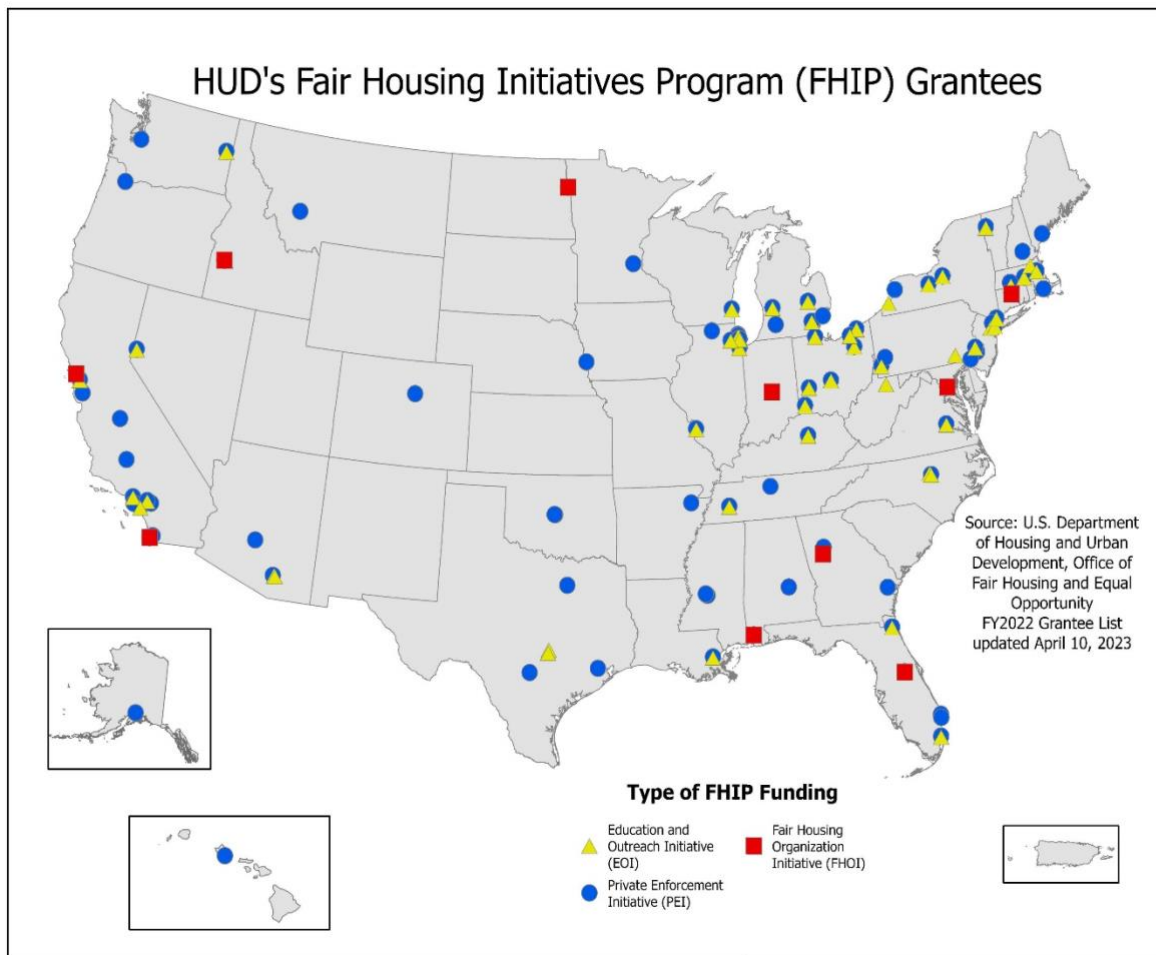 HUD's Fair Housing Initiatives Program (FHIP) Grantees
Source: U.S. Department
of Housing and Urban
Development, Office of
Fair Housing and Equal
Opportunity
FY2022 Grantee List
updated April 10, 2023
Type of FHIP Funding
Education and
Outreach Initiative
(EOI)
Private Enforcement
Initiative (PEI)
Fair Housing
Organization
Initiative (FHOI)